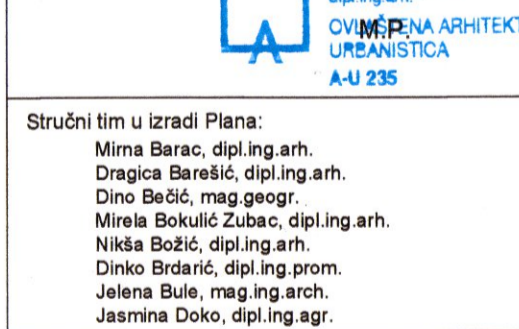 OVLAŠTENA ARHITEKT
M.P.
URBANISTICA
A-U 235
Stručni tim u izradi Plana:
Mirna Barac, dipl.ing.arh.
Dragica Barešić, dipl.ing.arh.
Dino Bečić, mag.geogr.
Mirela Bokulić Zubac, dipl.ing.arh.
Nikša Božić, dipl.ing.arh.
Dinko Brdarić, dipl.ing.prom.
Jelena Bule, mag.ing.arch.
Jasmina Doko, dipl.ing.agr.